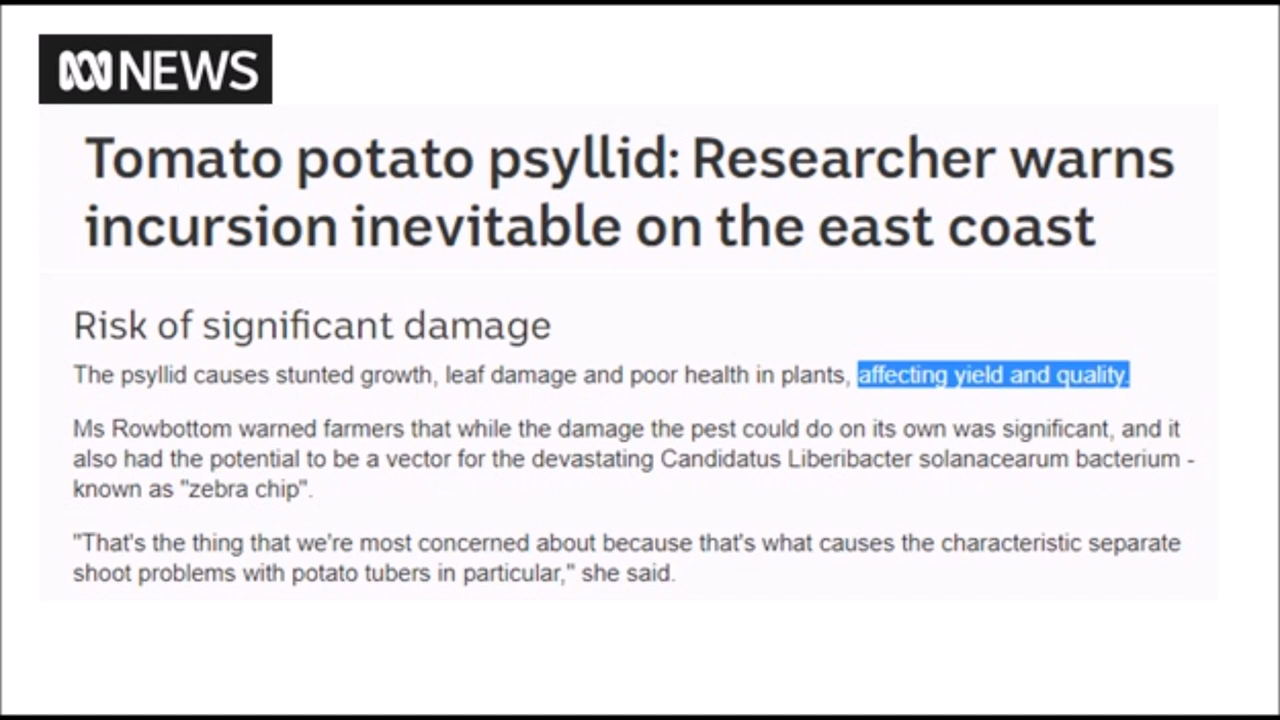 NEWS
Tomato potato psyllid: Researcher warns
incursion inevitable on the east coast
Risk of significant damage
The psyllid causes stunted growth, leaf damage and poor health in plants, affecting yield and quality.
Ms Rowbottom warned farmers that while the damage the pest could do on its own was significant, and it
also had the potential to be a vector for the devastating Candidatus Liberibacter solanacearum bacterium -
known as "zebra chip".
"That's the thing that we're most concerned about because that's what causes the characteristic separate
shoot problems with potato tubers in particular," she said.